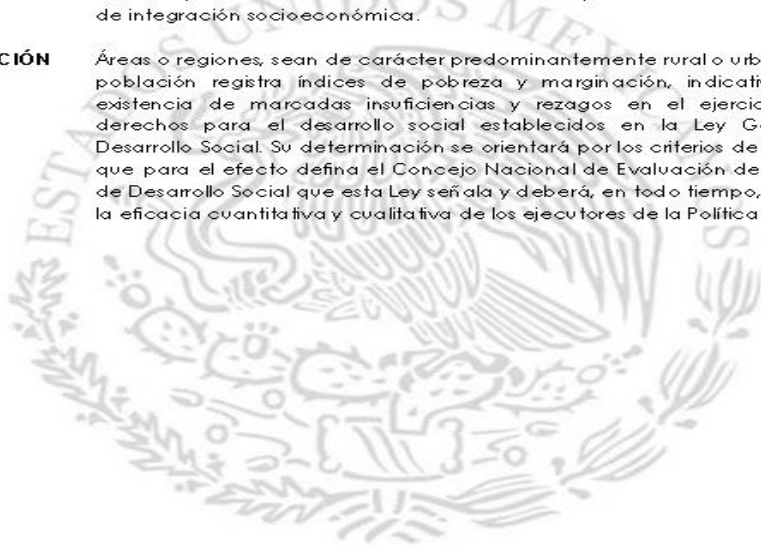 de integración socioeconómica.
CIÓN Áreas o regiones, sean de carácter predominantemente rural o urb
población registra índices de pobreza y marginación, indicativ
existencia de marcadas insuficiencias y rezagos en el ejercic
derechos para el desarrollo social establecidos en la Ley G
Desarrollo Social. Su determinación se orientará por los criterios de
que para el efecto defina el Concejo Nacional de Evaluación de
de Desarrollo Social que esta Ley señala y deberá, en todo tiempo,
la eficacia cuantitativa y cualitativa de los ejecutores de la Política
ESTADOS UNIDOS MEX